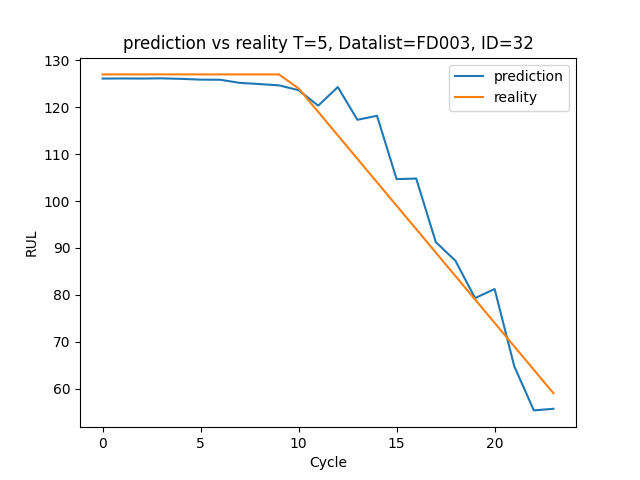 prediction vs reality T=5, Datalist=FD003, ID=32
prediction
reality
RUL
130
120
110
100
90
80
70
60
0
5
10
15
20
Cycle